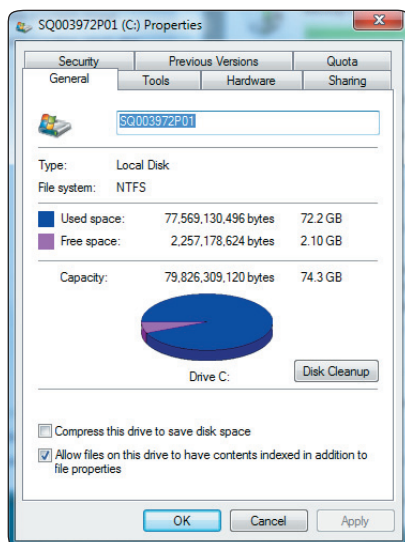 SQ003972P01 (C:) Properties
Security Previous Versions Quota
General Tools Hardware Sharing
SQ003972P01
Type: Local Disk
File system: NTFS
Used space: 77,569,130,496 bytes 72.2 GB
Free space: 2,257,178,624 bytes 2.10 GB
Capacity: 79,826,309,120 bytes 74.3 GB
Drive C: Disk Cleanup
Compress this drive to save disk space
Allow files on this drive to have contents indexed in addition to
file properties
OK Cancel Apply